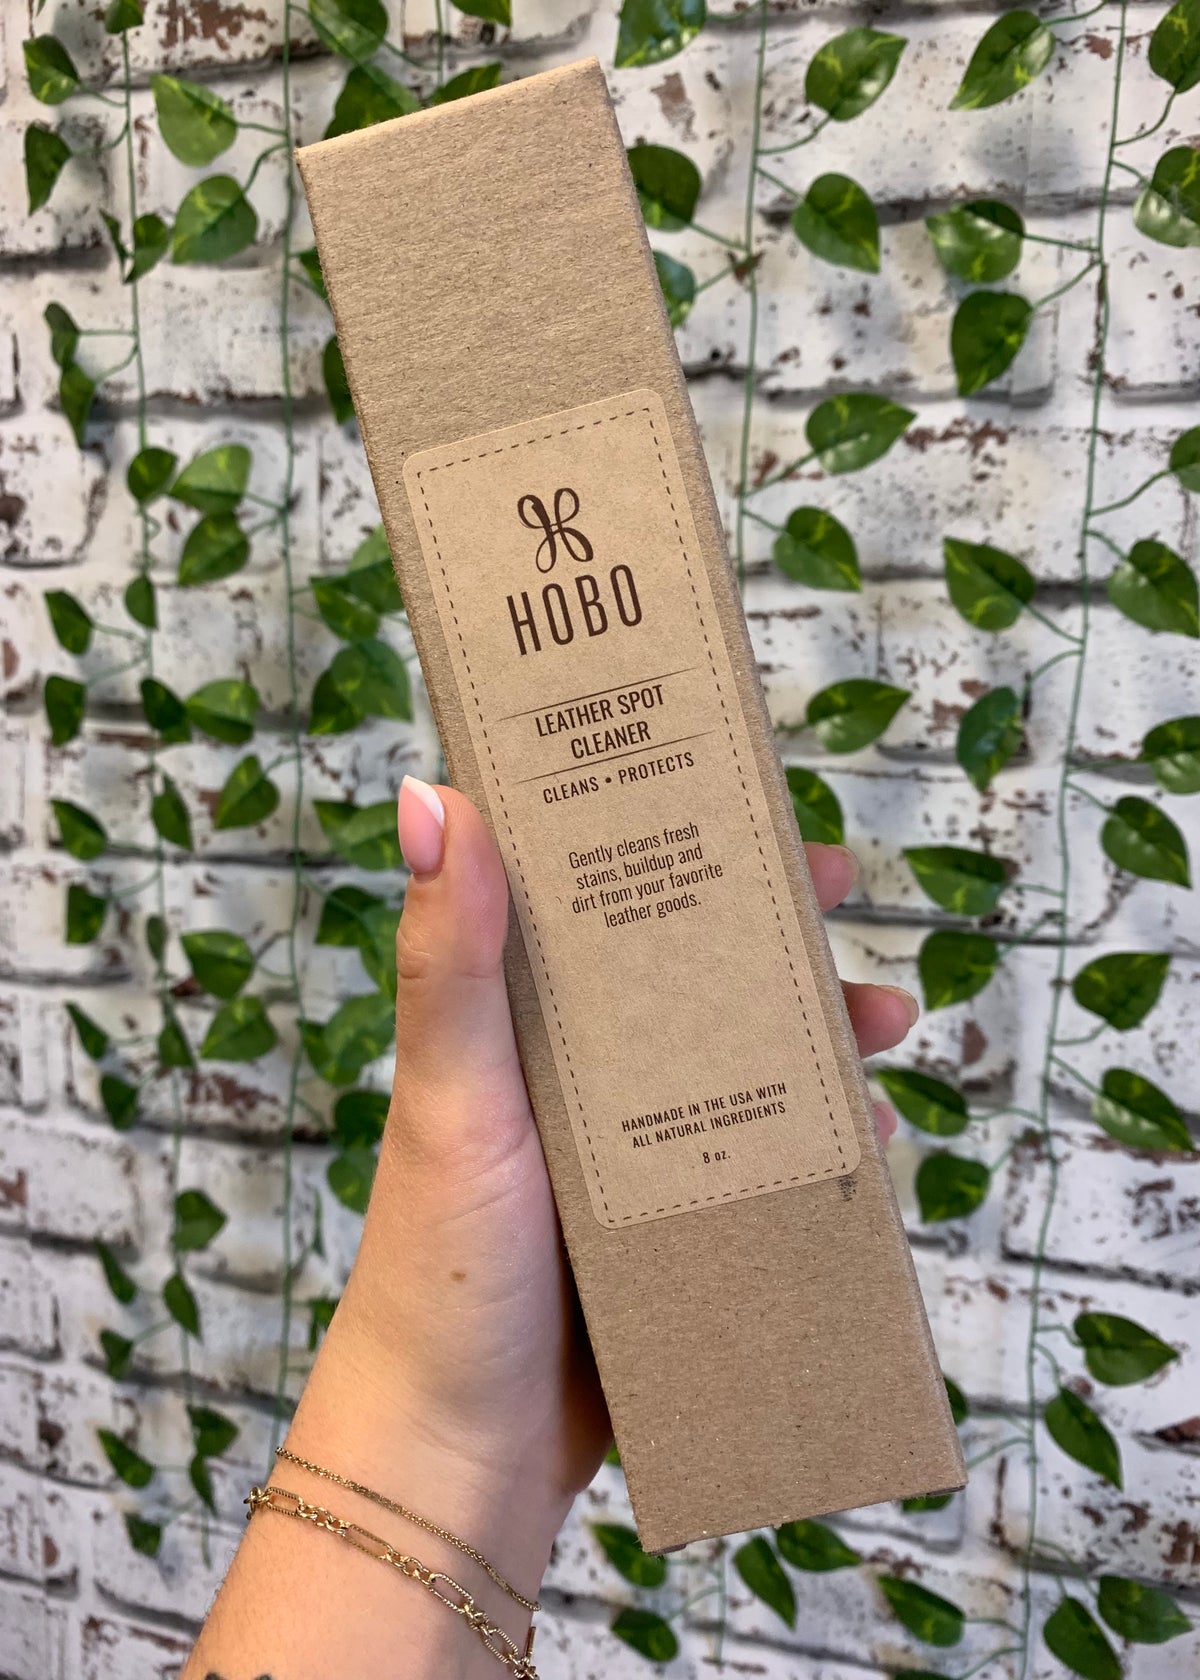 HOBO
LEATHER SPOT
CLEANER
CLEANS • PROTECTS
Gently cleans fresh
stains, buildup and
dirt from your favorite
leather goods.
HANDMADE IN THE USA WITH
ALL NATURAL INGREDIENTS
8 oz.